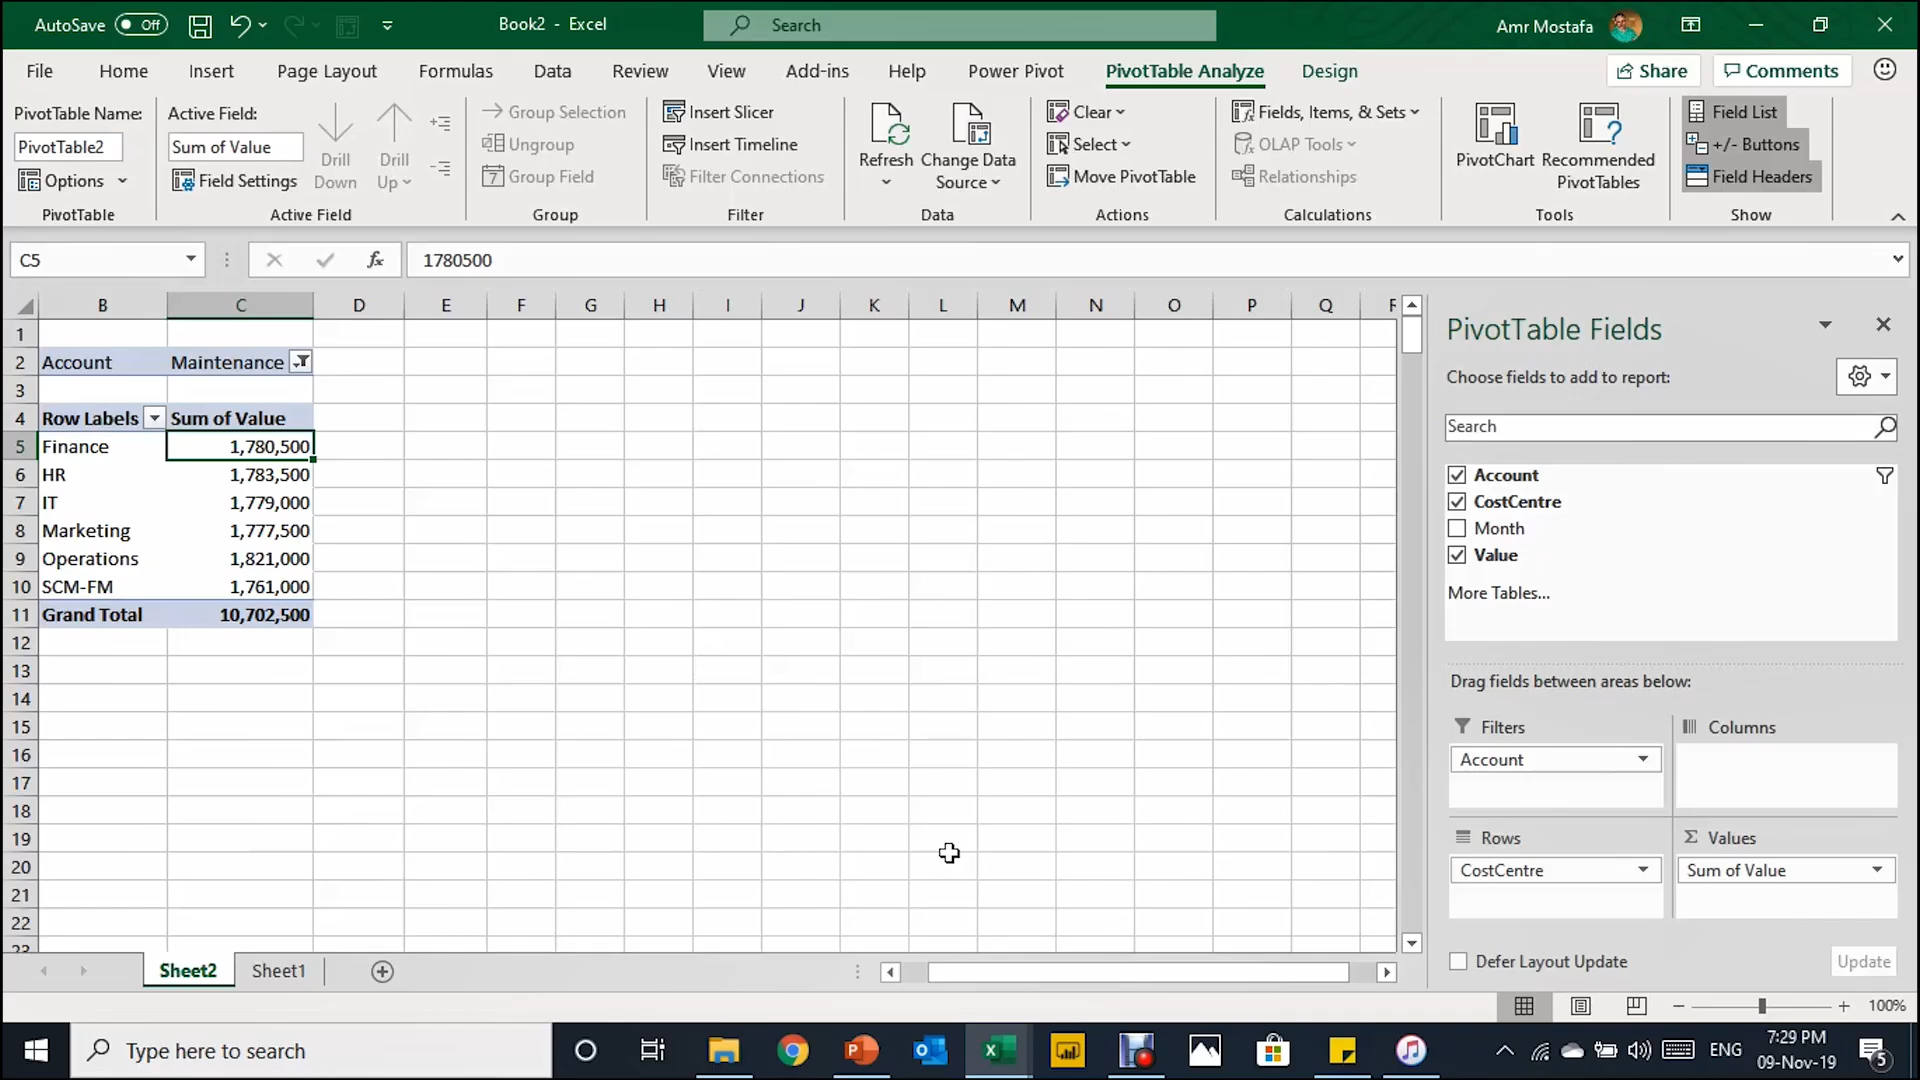 AutoSave Off Book2 - Excel Search Amr Mostafa
File Home Insert Page Layout Formulas Data Review View Add-ins Help Power Pivot PivotTable Analyze Design Share Comments
PivotTable Name:
PivotTable2
Options
PivotTable
Active Field:
Sum of Value
Field Settings
Drill
Down
Drill
Up
Active Field
Group Selection
Ungroup
7 Group Field
Group
Insert Slicer
Insert Timeline
Filter Connections
Filter
Refresh
Change Data
Source
Data
Clear
Select
Move PivotTable
Actions
Fields, Items, & Sets
OLAP Tools
Relationships
Calculations
PivotChart
Recommended
PivotTables
Tools
Field List
+/- Buttons
Field Headers
Show
C5 fx 1780500
B C D E F G H I J K L M N O P Q R
1
2 Account Maintenance
3
4 Row Labels Sum of Value
5 Finance 1,780,500
6 HR 1,783,500
7 IT 1,779,000
8 Marketing 1,777,500
9 Operations 1,821,000
10 SCM-FM 1,761,000
11 Grand Total 10,702,500
12
13
14
15
16
17
18
19
20
21
22
23
PivotTable Fields
Choose fields to add to report:
Search
Account
CostCentre
Month
Value
More Tables...
Drag fields between areas below:
Filters
Account
Columns
Rows
CostCentre
Σ Values
Sum of Value
Defer Layout Update Update
Sheet2 Sheet1
100%
Type here to search
ENG
7:29 PM
09-Nov-19
5